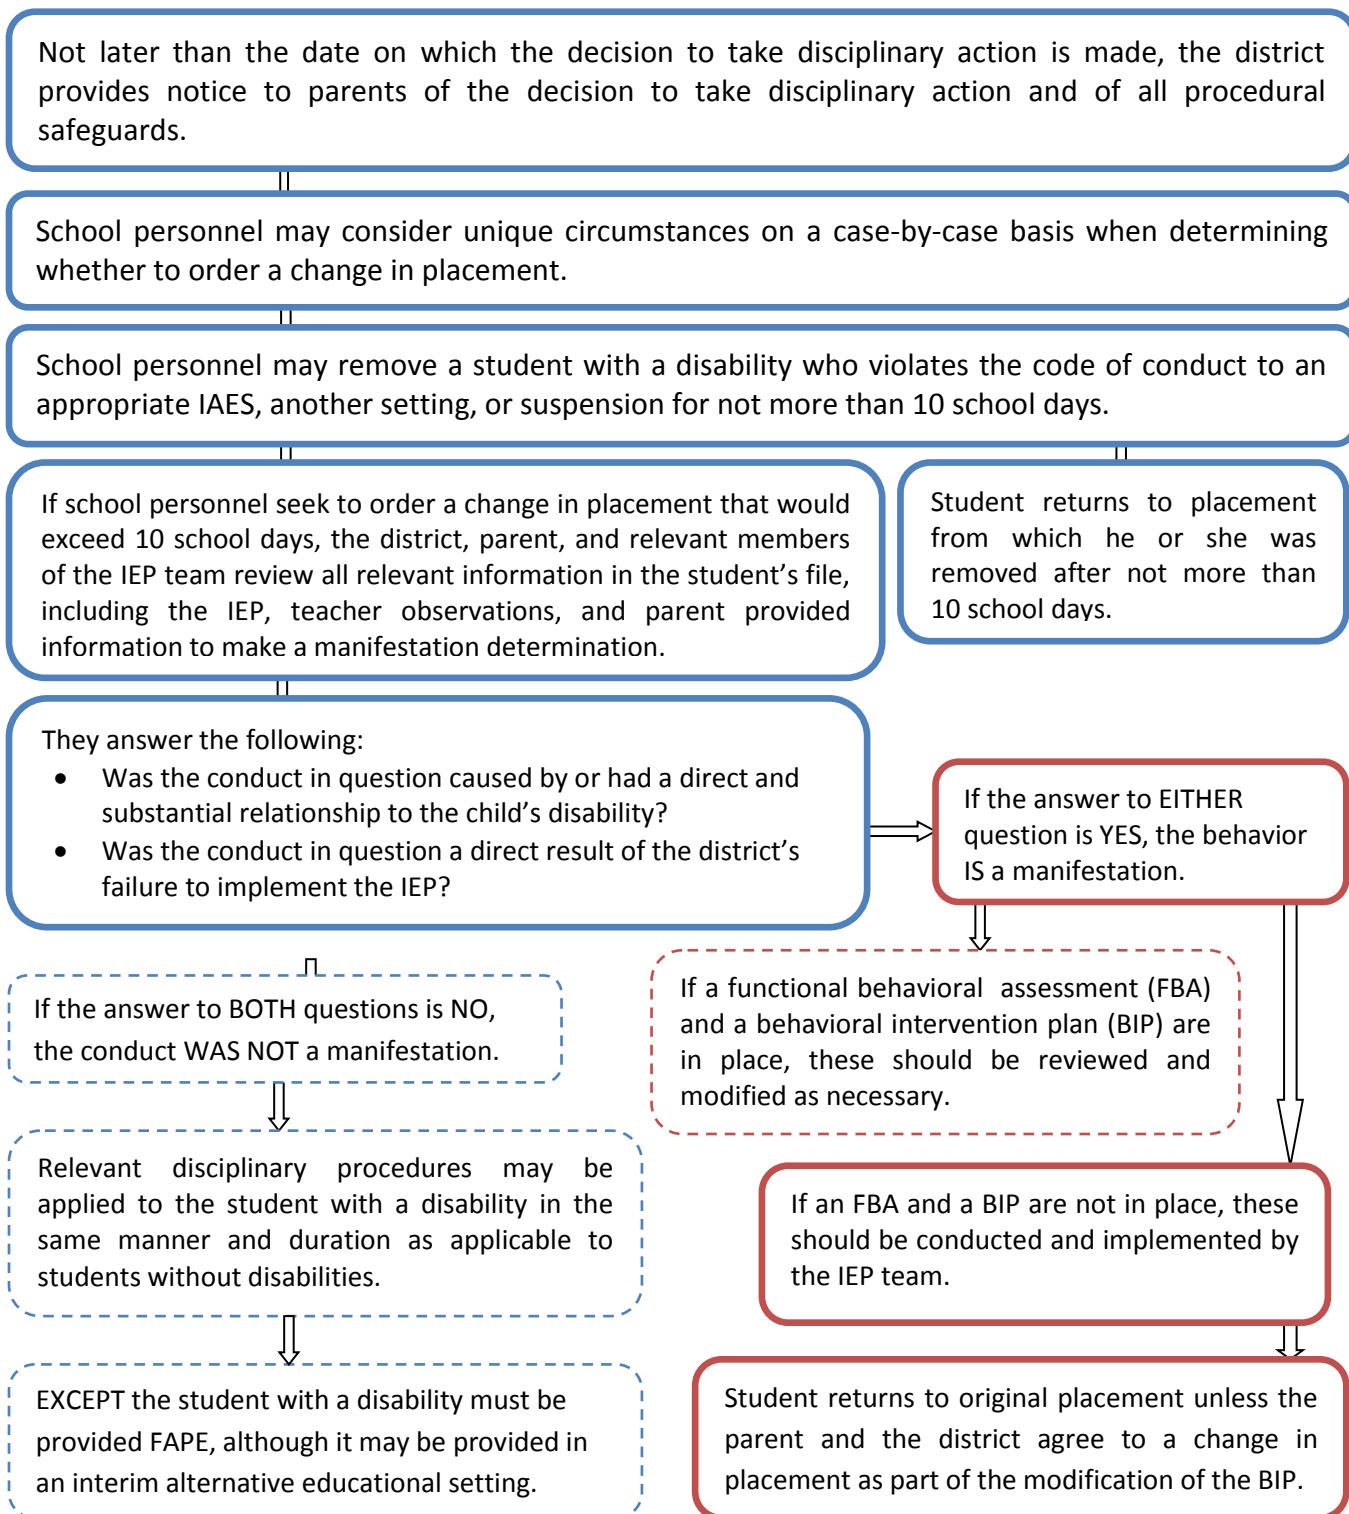 Not later than the date on which the decision to take disciplinary action is made, the district
provides notice to parents of the decision to take disciplinary action and of all procedural
safeguards.
School personnel may consider unique circumstances on a case-by-case basis when determining
whether to order a change in placement.
School personnel may remove a student with a disability who violates the code of conduct to an
appropriate IAES, another setting, or suspension for not more than 10 school days.
If school personnel seek to order a change in placement that would
exceed 10 school days, the district, parent, and relevant members
of the IEP team review all relevant information in the student’s file,
including the IEP, teacher observations, and parent provided
information to make a manifestation determination.
Student returns to placement
from which he or she was
removed after not more than
10 school days.
They answer the following:
• Was the conduct in question caused by or had a direct and
substantial relationship to the child’s disability?
• Was the conduct in question a direct result of the district’s
failure to implement the IEP?
If the answer to EITHER
question is YES, the behavior
IS a manifestation.
If the answer to BOTH questions is NO,
the conduct WAS NOT a manifestation.
If a functional behavioral assessment (FBA)
and a behavioral intervention plan (BIP) are
in place, these should be reviewed and
modified as necessary.
Relevant disciplinary procedures may be
applied to the student with a disability in the
same manner and duration as applicable to
students without disabilities.
If an FBA and a BIP are not in place, these
should be conducted and implemented by
the IEP team.
EXCEPT the student with a disability must be
provided FAPE, although it may be provided in
an interim alternative educational setting.
Student returns to original placement unless the
parent and the district agree to a change in
placement as part of the modification of the BIP.